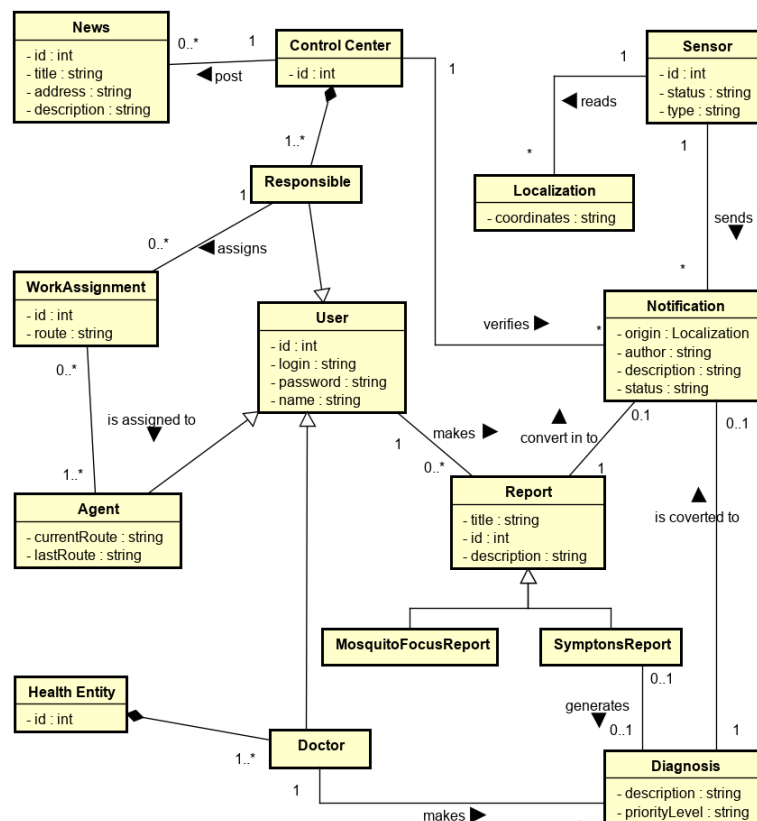 News
- id : int
- title : string
- address : string
- description : string
0..*
1
post
Control Center
- id : int
1
1..*
Sensor
- id : int
- status : string
- type : string
1
reads
*
1
Localization
- coordinates : string
sends
*
Responsible
1
0..*
assigns
WorkAssignment
- id : int
- route : string
0..*
is assigned to
1..*
User
- id : int
- login : string
- password : string
- name : string
verifies
*
Notification
- origin : Localization
- author : string
- description : string
- status : string
0.1
0..1
makes
1
0..*
convert in to
1
Agent
- currentRoute : string
- lastRoute : string
Report
- title : string
- id : int
- description : string
is coverted to
MosquitoFocusReport
SymptonsReport
0..1
generates
0..1
1
Health Entity
- id : int
1..*
Doctor
1
makes
Diagnosis
- description : string
- priorityLevel : string